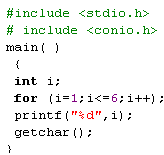 #include <stdio.h>
# include <conio.h>
main( )
{
int i;
for (i=1;i<=6;i++);
printf("%d",i);
getchar();
}